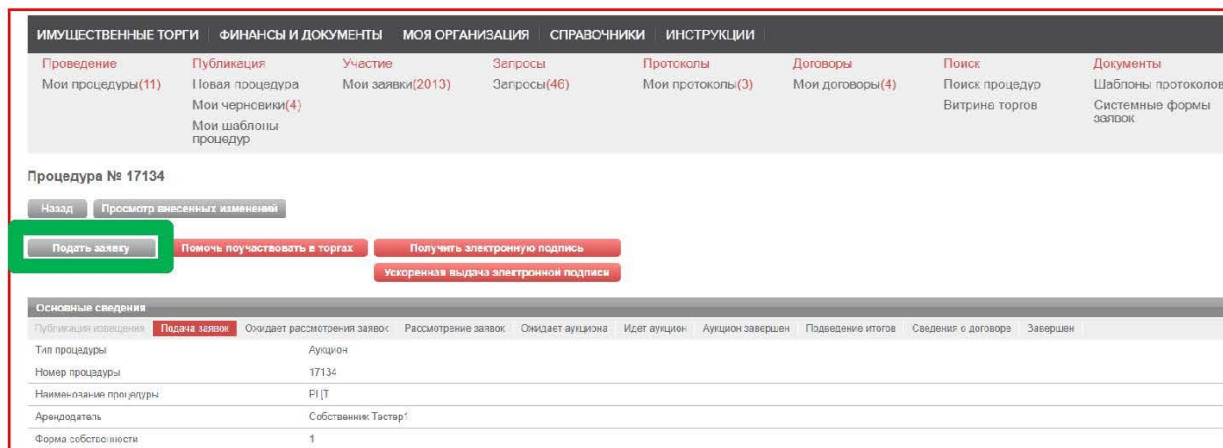 ИМУЩЕСТВЕННЫЕ ТОРГИ ФИНАНСЫ И ДОКУМЕНТЫ МОЯ ОРГАНИЗАЦИЯ СПРАВОЧНИКИ ИНСТРУКЦИИ
Проведение Публикация Участие Запросы Протоколы Договоры Поиск Документы
Мои процедуры(11) Новая процедура Мои заявки(2013) Запросы(46) Мои протоколы(3) Мои договоры(4) Поиск процедур Шаблоны протоколов
Мои черновики(4) Витрина торгов Системные формы
Мои шаблоны заявок
процедур
Процедура № 17134
Назад Просмотр внесенных изменений
Подать заявку Помочь поучаствовать в торгах Получить электронную подпись
Ускоренная выдача электронной подписи
Основные сведения
Публикация извещения Подача заявок Ожидает рассмотрения заявок Рассмотрение заявок Ожидает аукциона Идет аукцион Аукцион завершен Подведение итогов Сведения о договоре Завершен
Тип процедуры Аукцион
Номер процедуры 17134
Наименование процедуры
Арендодатель Собственник Тестер1
Форма собственности 1